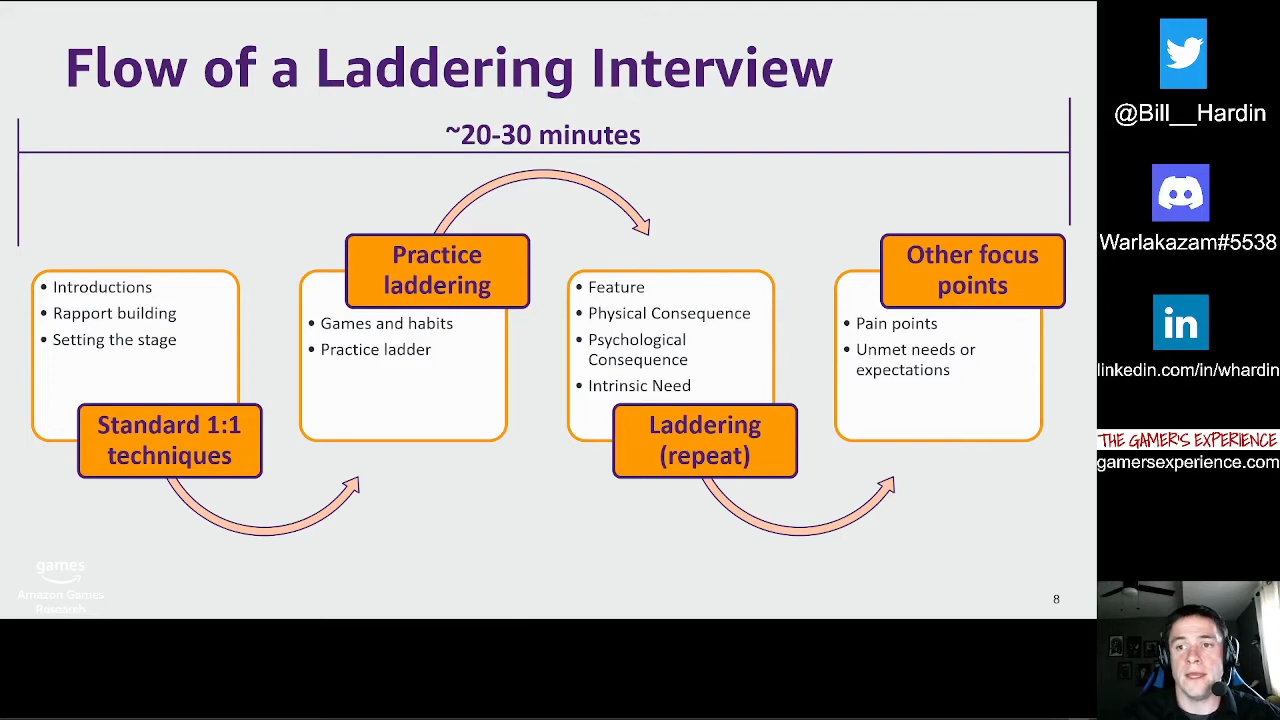 Flow of a Laddering Interview
~20-30 minutes
• Introductions
• Rapport building
• Setting the stage
Standard 1:1
techniques
Practice
laddering
• Games and habits
• Practice ladder
• Feature
• Physical Consequence
• Psychological
Consequence
• Intrinsic Need
Laddering
(repeat)
Other focus
points
• Pain points
• Unmet needs or
expectations
games
Amazon Games
Research
8
@Bill__Hardin
Warlakazam#5538
in
linkedin.com/in/whardin
THE GAMER'S EXPERIENCE
gamersexperience.com